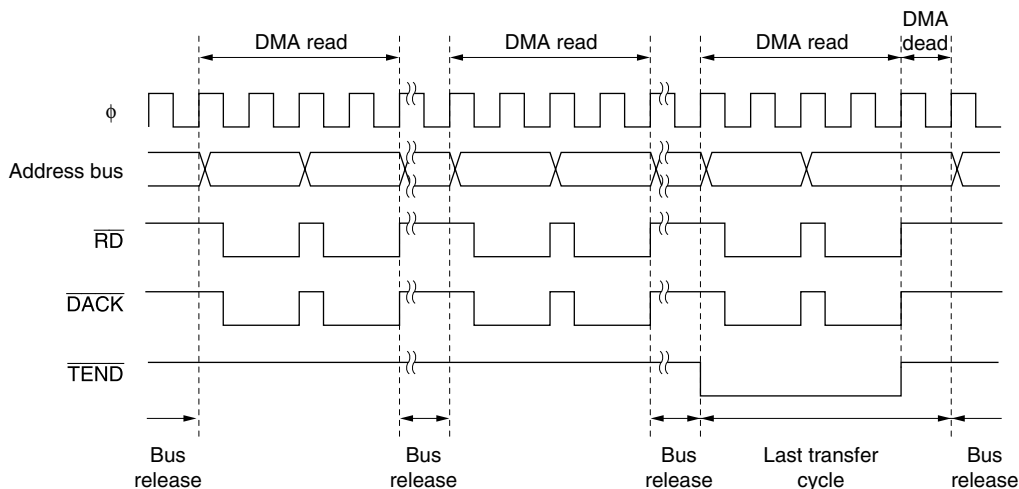 DMA read
DMA read
DMA read
DMA
dead
ϕ
Address bus
RD
DACK
TEND
Bus
release
Bus
release
Bus
release
Last transfer
cycle
Bus
release